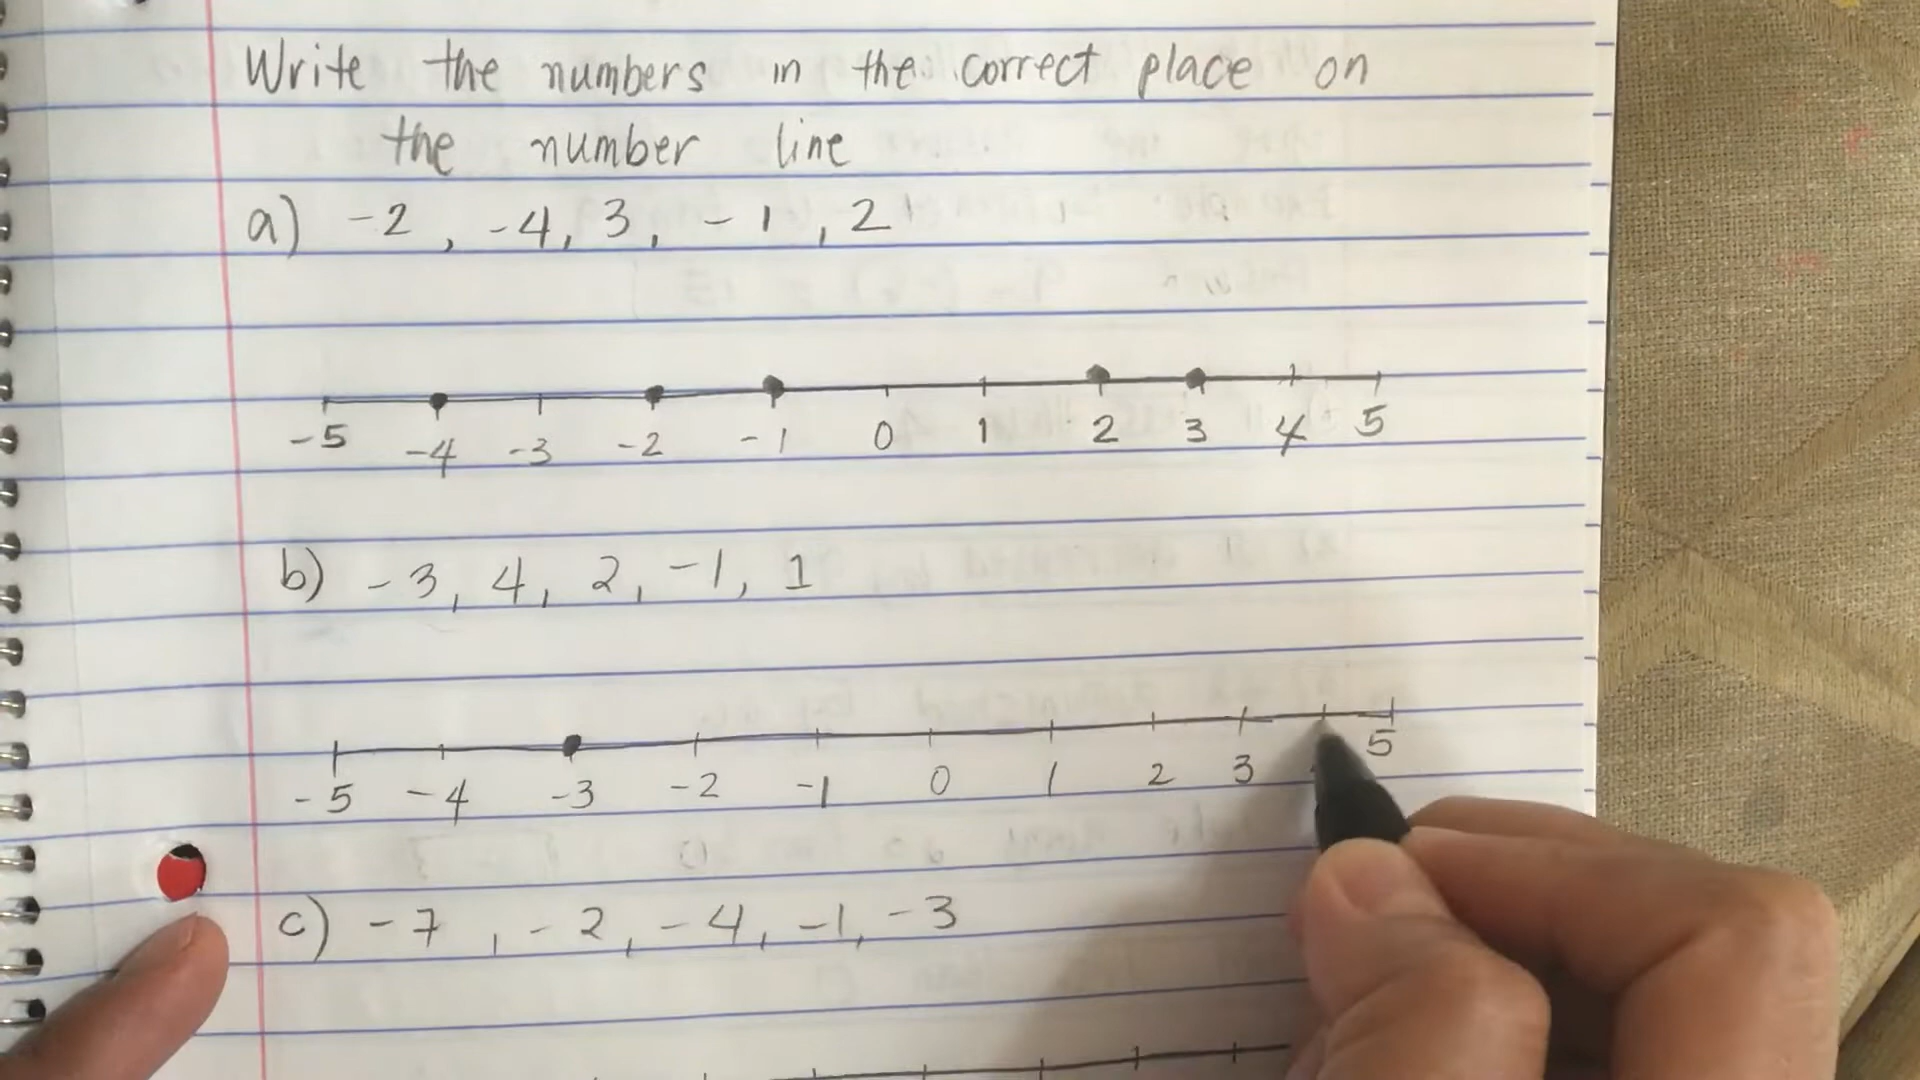 Write the numbers in the correct place on
the number line
a) -2, -4, 3, -1, 2
-5 -4 -3 -2 -1 0 1 2 3 4 5
b) -3, 4, 2, -1, 1
-5 -4 -3 -2 -1 0 1 2 3 5
c) -7, -2, -4, -1, -3